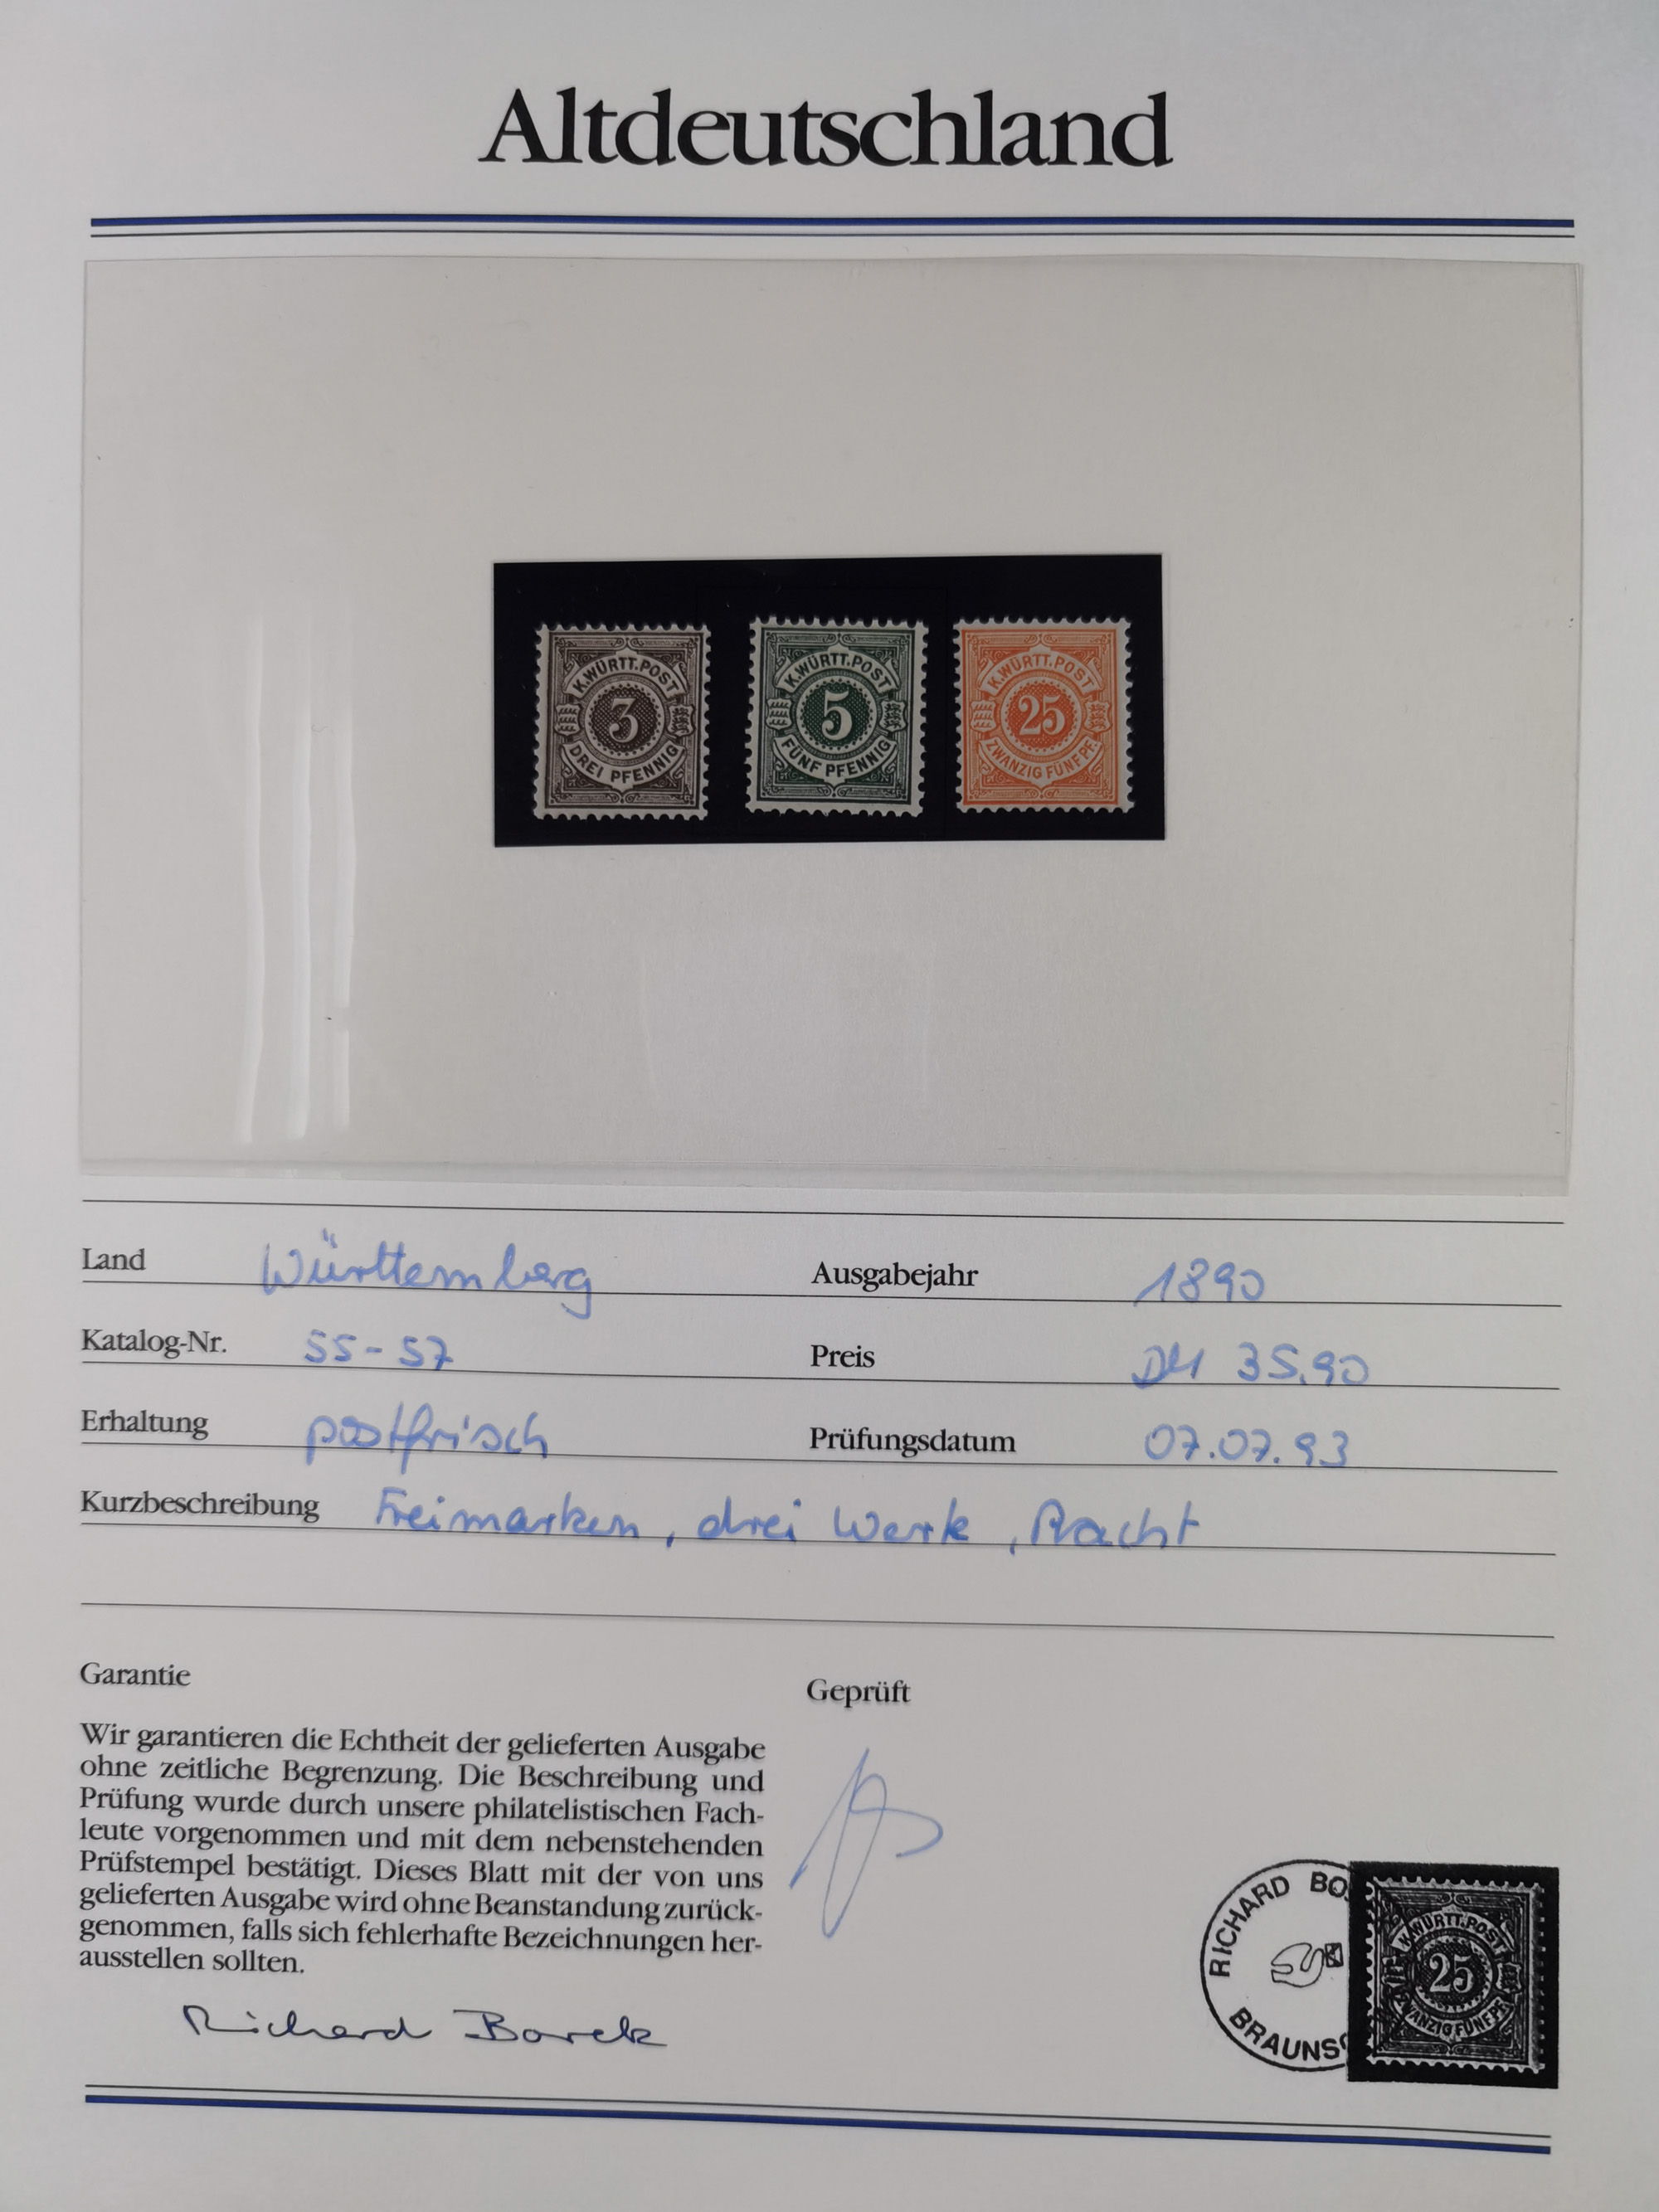 Altdeutschland
K.WÜRTT.POST
3
DREI PFENNIG
K.WÜRTT.POST
5
FÜNF PFENNIG
K.WÜRTT.POST
25
ZWANZIG FÜNF PF.
Land Württemberg Ausgabejahr 1890
Katalog-Nr. 55-57 Preis DM 35,90
Erhaltung postfrisch Prüfungsdatum 07.07.93
Kurzbeschreibung Freimarken, drei Werte, Pracht
Garantie
Geprüft
Wir garantieren die Echtheit der gelieferten Ausgabe
ohne zeitliche Begrenzung. Die Beschreibung und
Prüfung wurde durch unsere philatelistischen Fach-
leute vorgenommen und mit dem nebenstehenden
Prüfstempel bestätigt. Dieses Blatt mit der von uns
gelieferten Ausgabe wird ohne Beanstandung zurück-
genommen, falls sich fehlerhafte Bezeichnungen her-
ausstellen sollten.
Richard Borek
RICHARD BO
BRAUNS
K.WÜRTT.POST
25
ZWANZIG FÜNF PF.